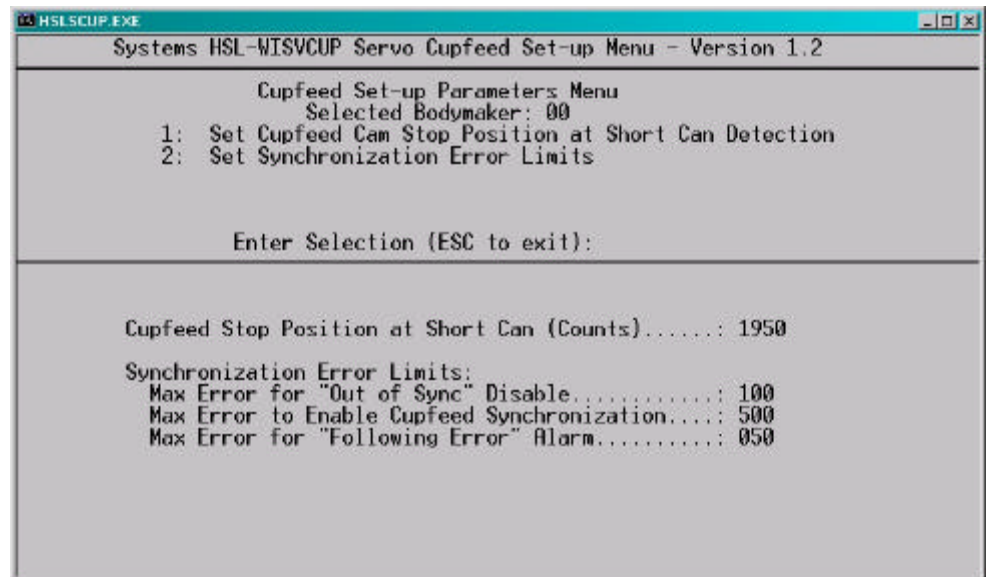 HSLSCUP.EXE
Systems HSL-WISVCUP Servo Cupfeed Set-up Menu - Version 1.2
Cupfeed Set-up Parameters Menu
Selected Bodymaker: 00
1: Set Cupfeed Cam Stop Position at Short Can Detection
2: Set Synchronization Error Limits
Enter Selection (ESC to exit):
Cupfeed Stop Position at Short Can (Counts)......: 1950
Synchronization Error Limits:
Max Error for "Out of Sync" Disable............: 100
Max Error to Enable Cupfeed Synchronization....: 500
Max Error for "Following Error" Alarm..........: 050